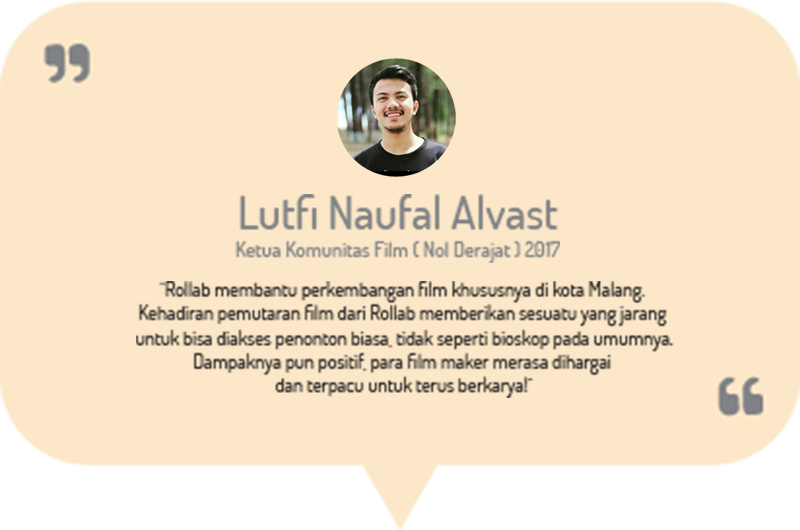 Lutfi Naufal Alvast
Ketua Komunitas Film ( Nol Derajat ) 2017
"Rollab membantu perkembangan film khususnya di kota Malang.
Kehadiran pemutaran film dari Rollab memberikan sesuatu yang jarang
untuk bisa diakses penonton biasa, tidak seperti bioskop pada umumnya.
Dampaknya pun positif, para film maker merasa dihargai
dan terpacu untuk terus berkarya!"